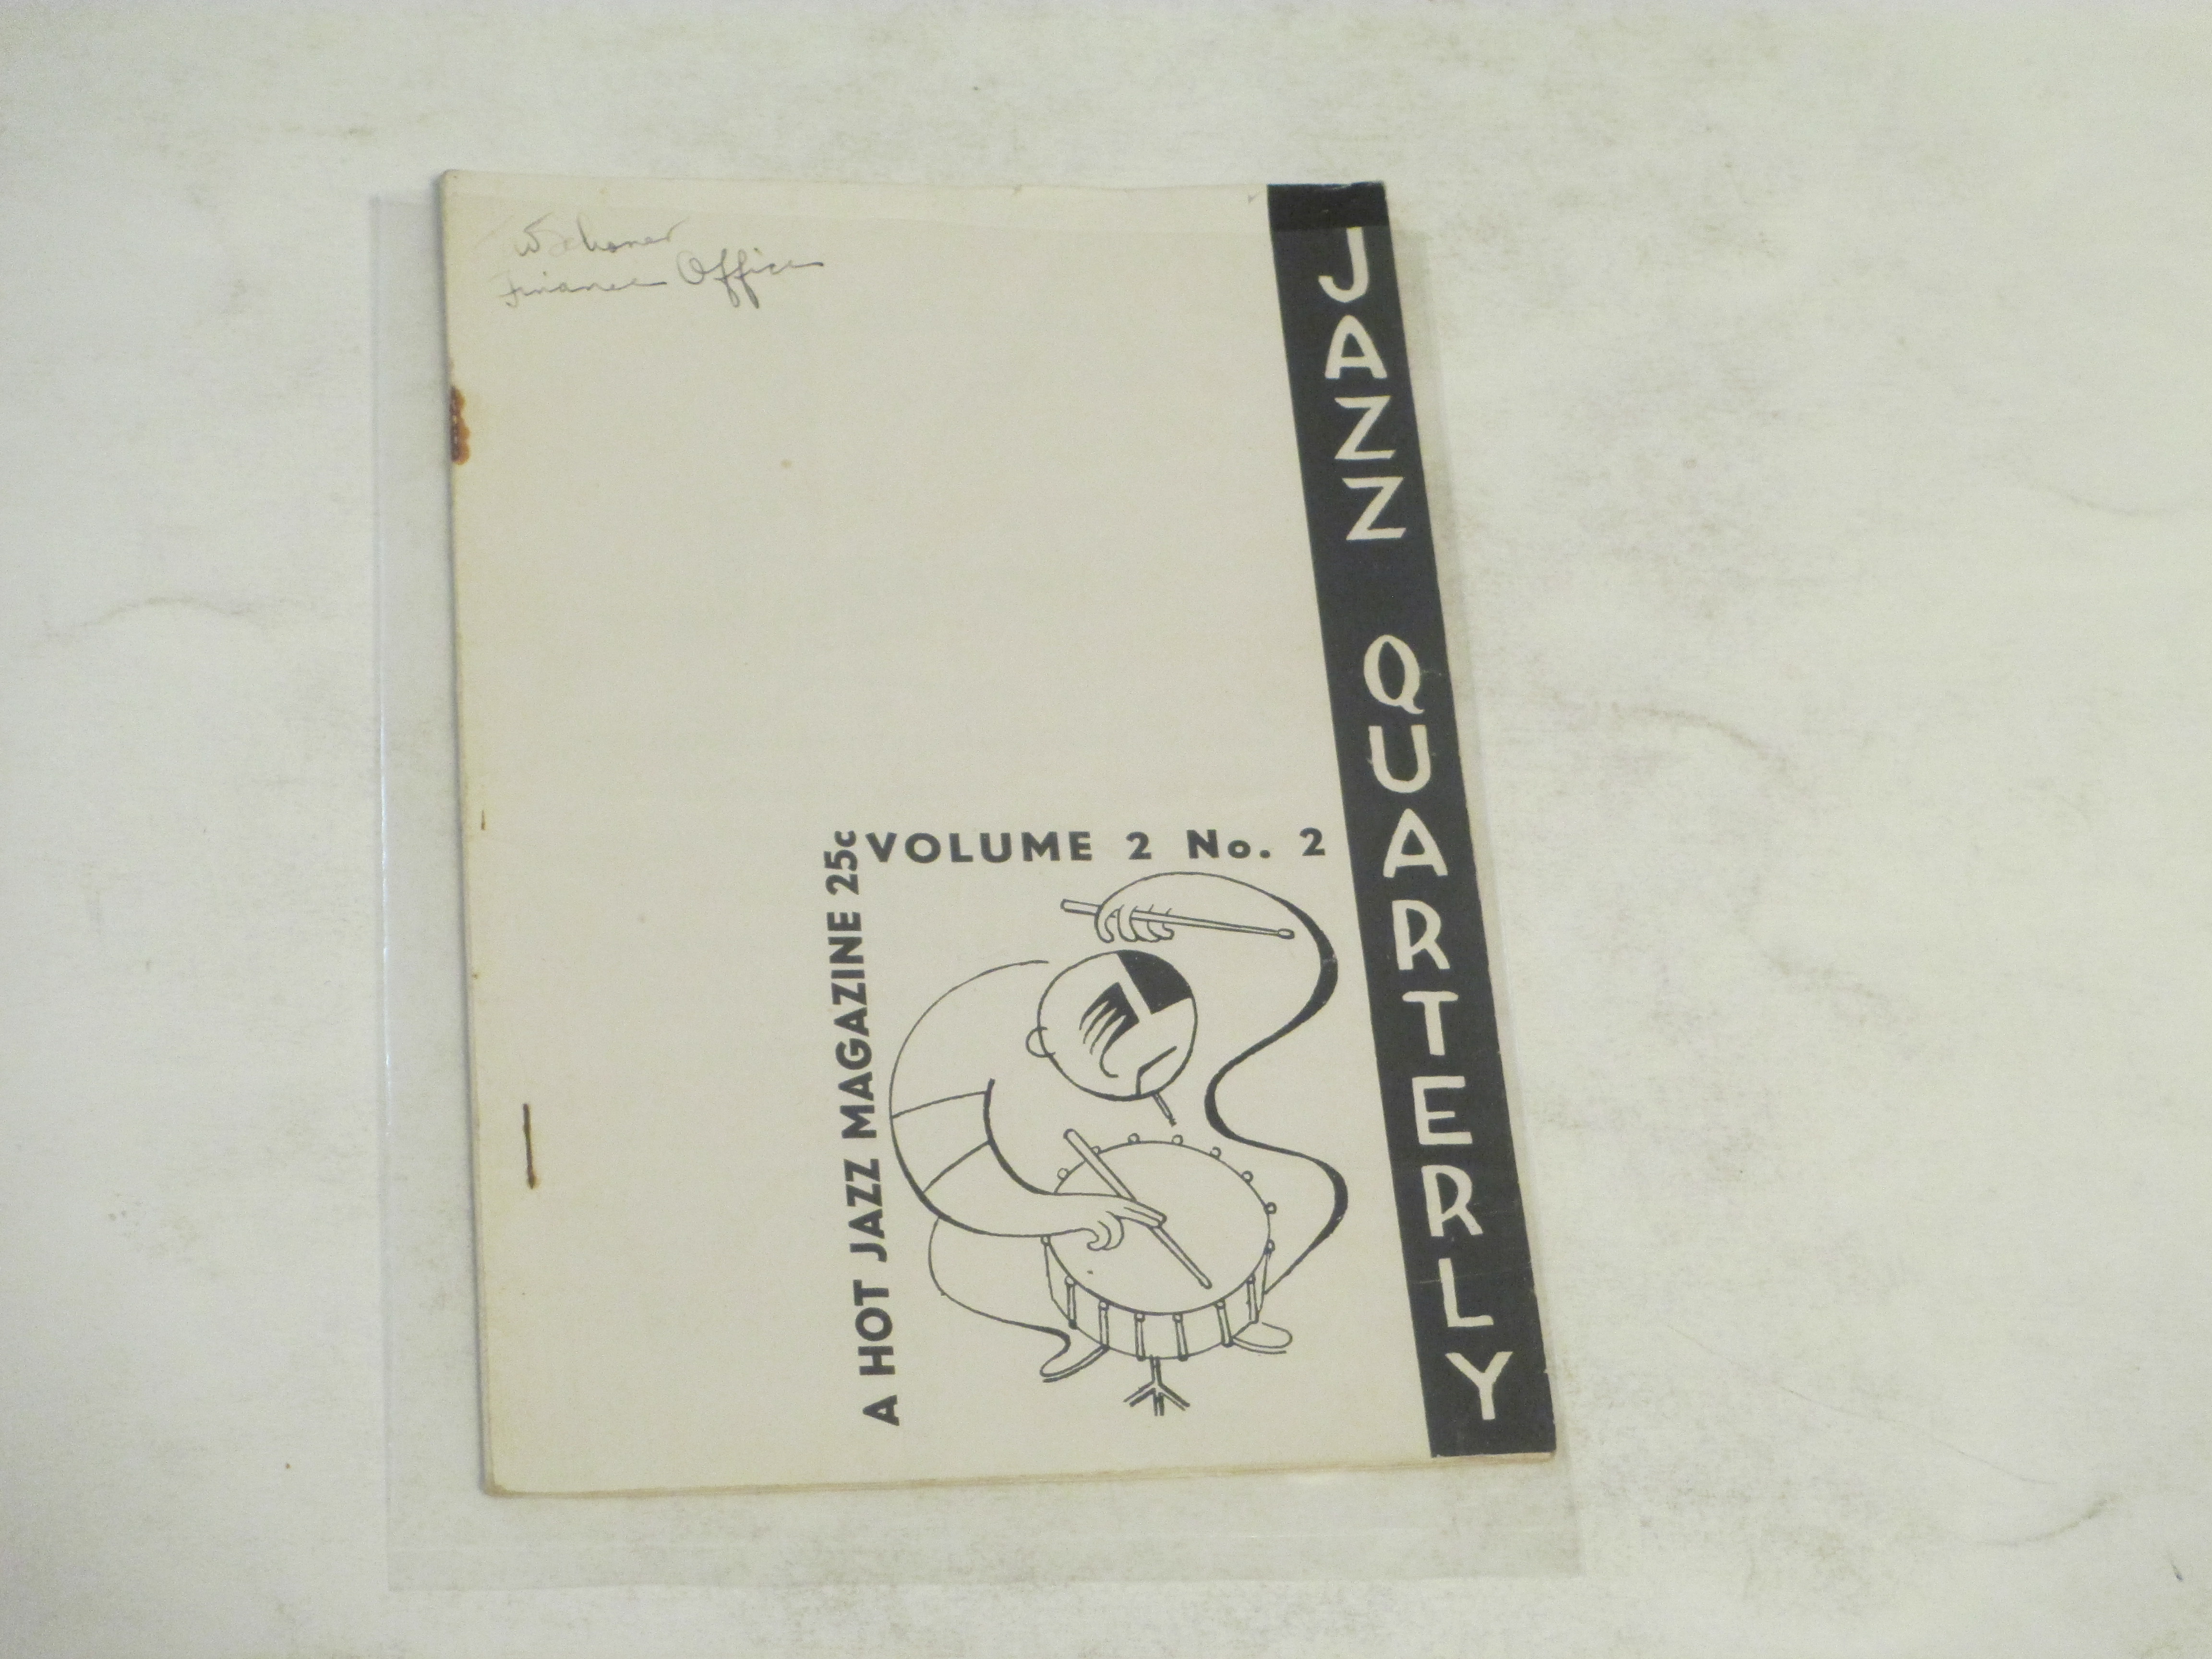 Finance Office
JAZZ QUARTERLY
VOLUME 2 No. 2
A HOT JAZZ MAGAZINE 25c